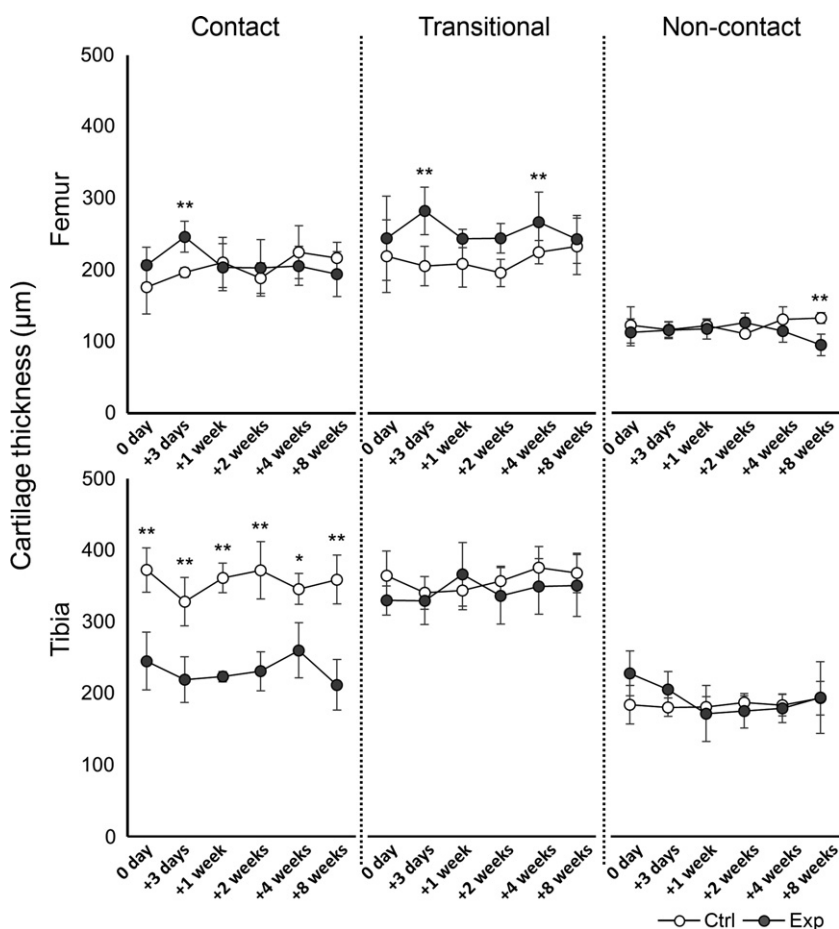 Contact Transitional Non-contact
Cartilage thickness (μm)
Femur
500
400
300
200
100
0
** ** ** **
0 day +3 days +1 week +2 weeks +4 weeks +8 weeks 0 day +3 days +1 week +2 weeks +4 weeks +8 weeks 0 day +3 days +1 week +2 weeks +4 weeks +8 weeks
Tibia
500
400
300
200
100
0
** ** ** ** * **
0 day +3 days +1 week +2 weeks +4 weeks +8 weeks 0 day +3 days +1 week +2 weeks +4 weeks +8 weeks 0 day +3 days +1 week +2 weeks +4 weeks +8 weeks
Ctrl Exp